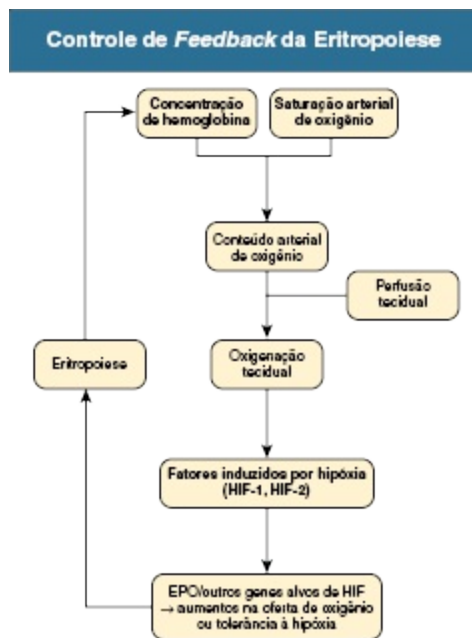 Controle de Feedback da Eritropoiese
Concentração
de hemoglobina
Saturação arterial
de oxigênio
Conteúdo arterial
de oxigênio
Perfusão
tecidual
Eritropoiese
Oxigenação
tecidual
Fatores induzidos por hipóxia
(HIF-1, HIF-2)
EPO/outros genes alvos de HIF
→ aumentos na oferta de oxigênio
ou tolerância à hipóxia